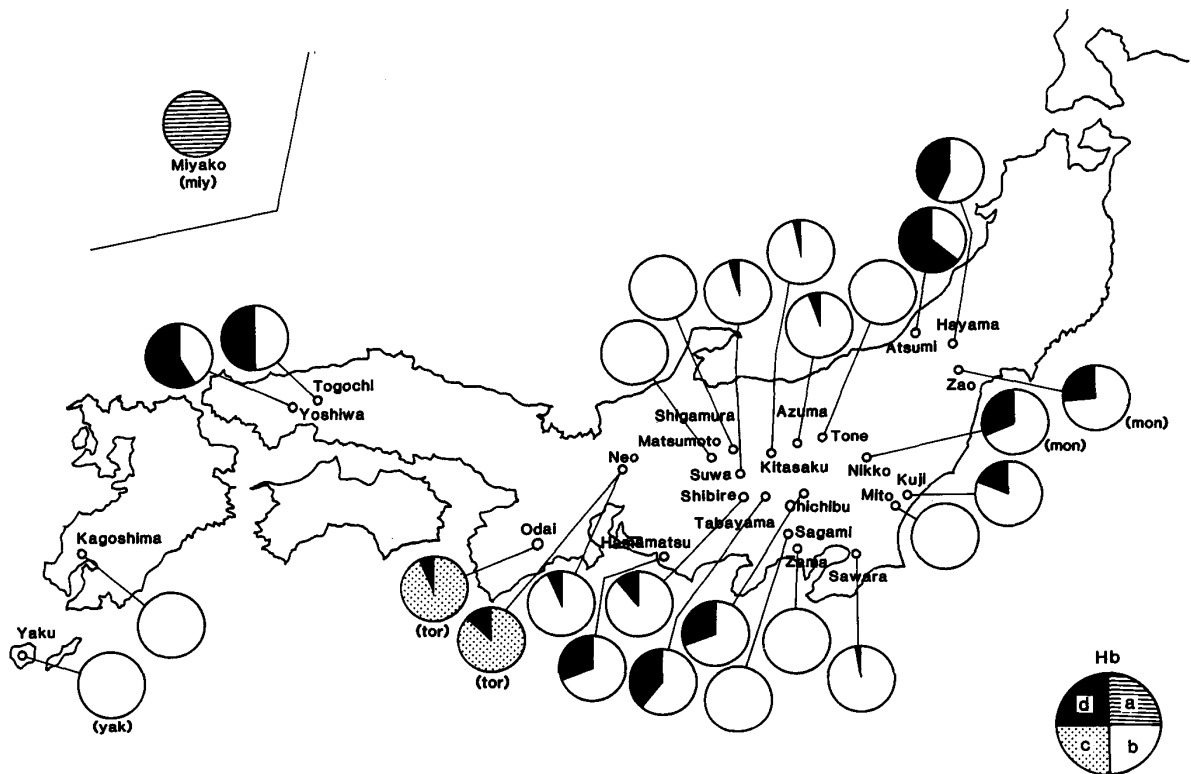 Miyako
(miy)
Hayama
Atsumi
Zao
(mon)
Togochi
Yoshiwa
Shigamura
Azuma
Matsumoto
Tone
(mon)
Neo
Suwa
Kitasaku
Nikko
Kuji
Shibire
Mito
Tabayama
Chichibu
Odai
Sagami
Hamamatsu
Zama
Sawara
Kagoshima
(tor)
Yaku
(tor)
(yak)
Hb
d a
c b